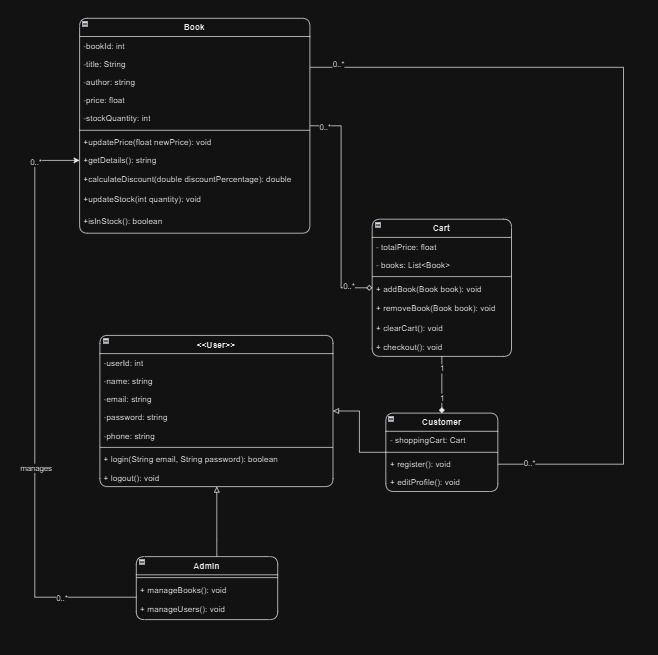 Book
-bookId: int
-title: String
-author: string
-price: float
-stockQuantity: int
+updatePrice(float newPrice): void
+getDetails(): string
+calculateDiscount(double discountPercentage): double
+updateStock(int quantity): void
+isInStock(): boolean
0..*
0..*
0..*
0..*
Cart
- totalPrice: float
- books: List<Book>
+ addBook(Book book): void
+ removeBook(Book book): void
+ clearCart(): void
+ checkout(): void
1
1
<<User>>
-userId: int
-name: string
-email: string
-password: string
-phone: string
+ login(String email, String password): boolean
+ logout(): void
Customer
- shoppingCart: Cart
+ register(): void
+ editProfile(): void
0..*
manages
Admin
+ manageBooks(): void
+ manageUsers(): void
0..*